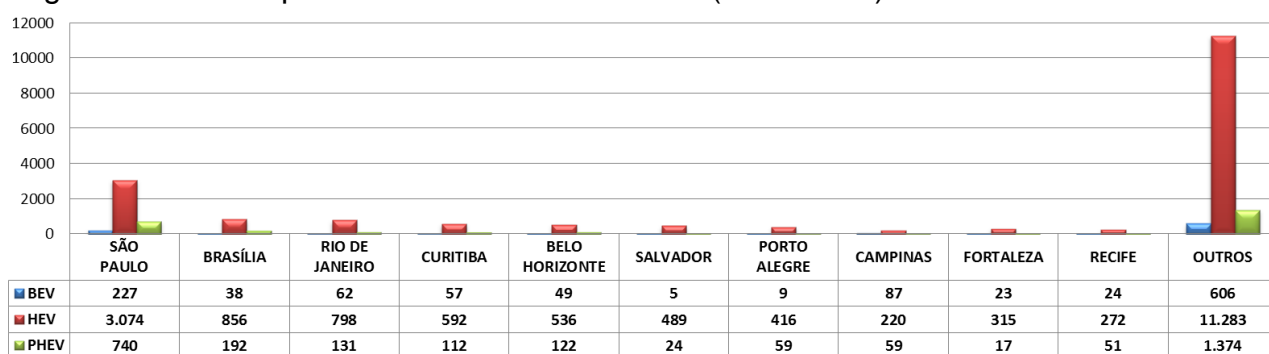 12000
10000
8000
6000
4000
2000
0
SÃO PAULO BRASÍLIA RIO DE JANEIRO CURITIBA BELO HORIZONTE SALVADOR PORTO ALEGRE CAMPINAS FORTALEZA RECIFE OUTROS
BEV 227 38 62 57 49 5 9 87 23 24 606
HEV 3.074 856 798 592 536 489 416 220 315 272 11.283
PHEV 740 192 131 112 122 24 59 59 17 51 1.374